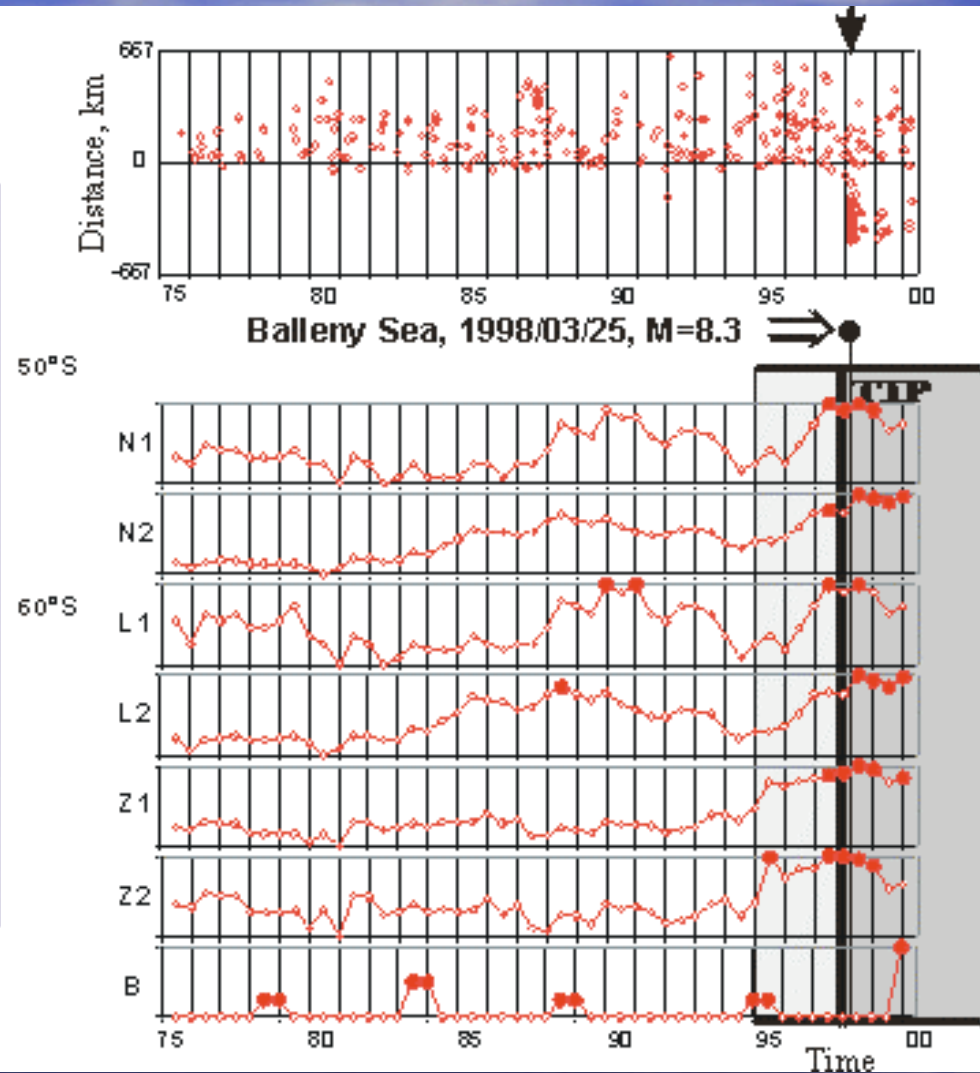 667
Distance, km
0
-667
75 80 85 90 95 00
Balleny Sea, 1998/03/25, M=8.3
50°S
TIP
N1
N2
60°S
L1
L2
Z1
Z2
B
75 80 85 90 95 00
Time